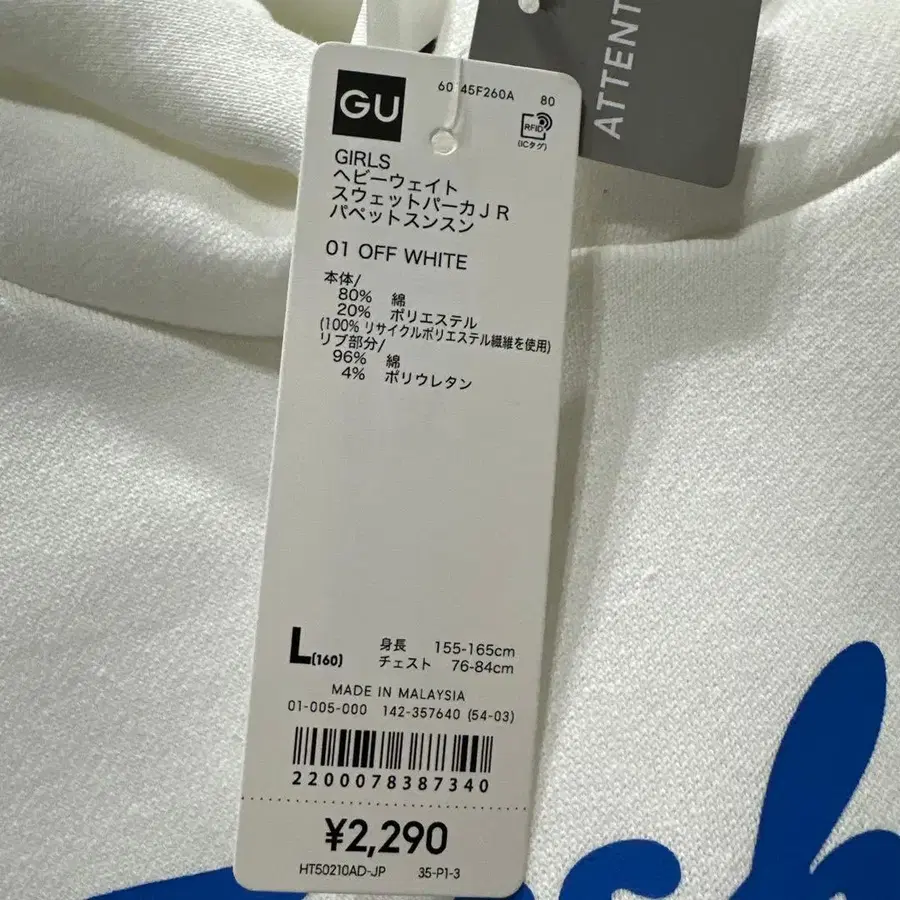 GU
60745F260A 80
RFID
(ICタグ)
ATTENT
GIRLS
ヘビーウェイト
スウェットパーカJR
パペットスンスン
01 OFF WHITE
本体/
80% 綿
20% ポリエステル
(100% リサイクルポリエステル繊維を使用)
リブ部分/
96% 綿
4% ポリウレタン
L(160) 身長 155-165cm
チェスト 76-84cm
MADE IN MALAYSIA
01-005-000 142-357640 (54-03)
2200078387340
¥2,290
HT50210AD-JP 35-P1-3